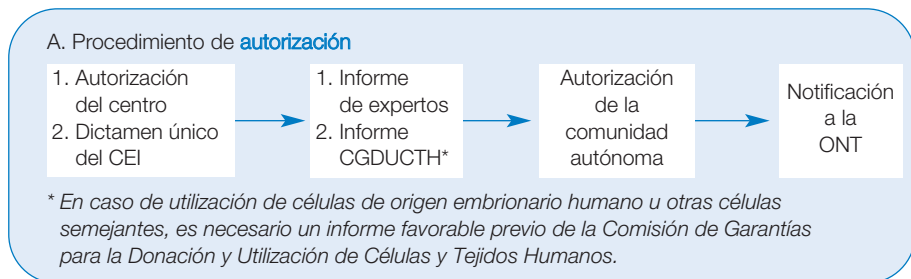 A. Procedimiento de autorización
1. Autorización
del centro
2. Dictamen único
del CEI
1. Informe
de expertos
2. Informe
CGDUCTH*
Autorización
de la
comunidad
autónoma
Notificación
a la
ONT
* En caso de utilización de células de origen embrionario humano u otras células
semejantes, es necesario un informe favorable previo de la Comisión de Garantías
para la Donación y Utilización de Células y Tejidos Humanos.